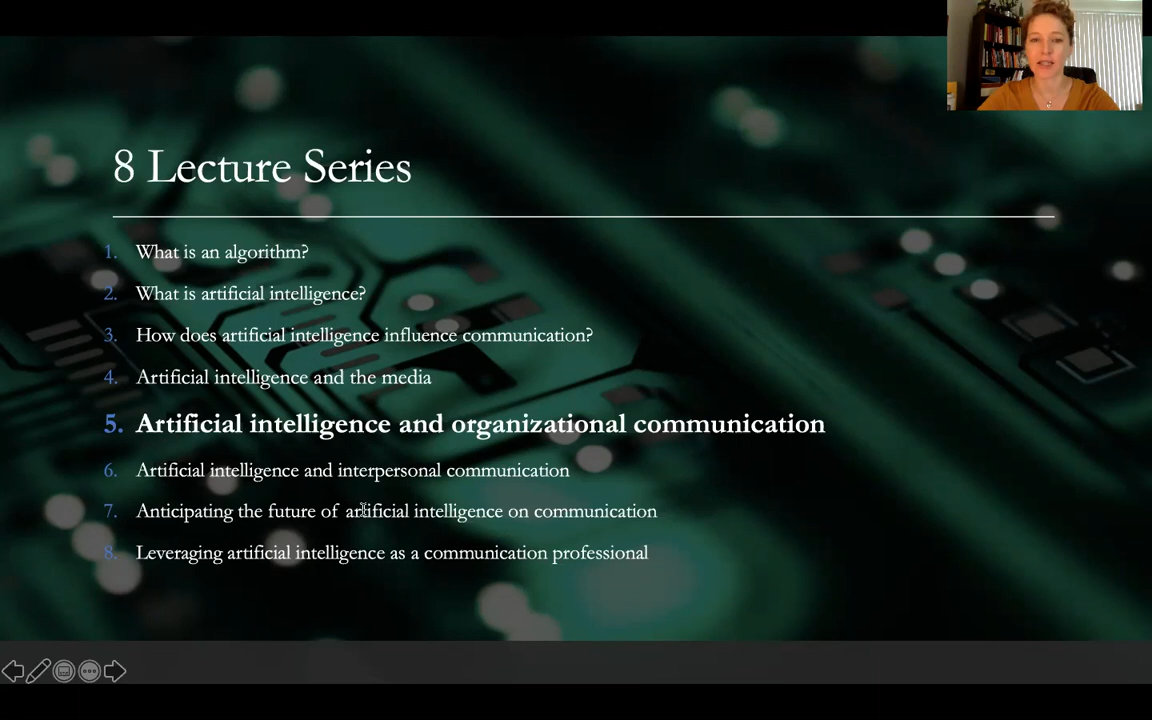 8 Lecture Series
1. What is an algorithm?
2. What is artificial intelligence?
3. How does artificial intelligence influence communication?
4. Artificial intelligence and the media
5. Artificial intelligence and organizational communication
6. Artificial intelligence and interpersonal communication
7. Anticipating the future of artificial intelligence on communication
8. Leveraging artificial intelligence as a communication professional